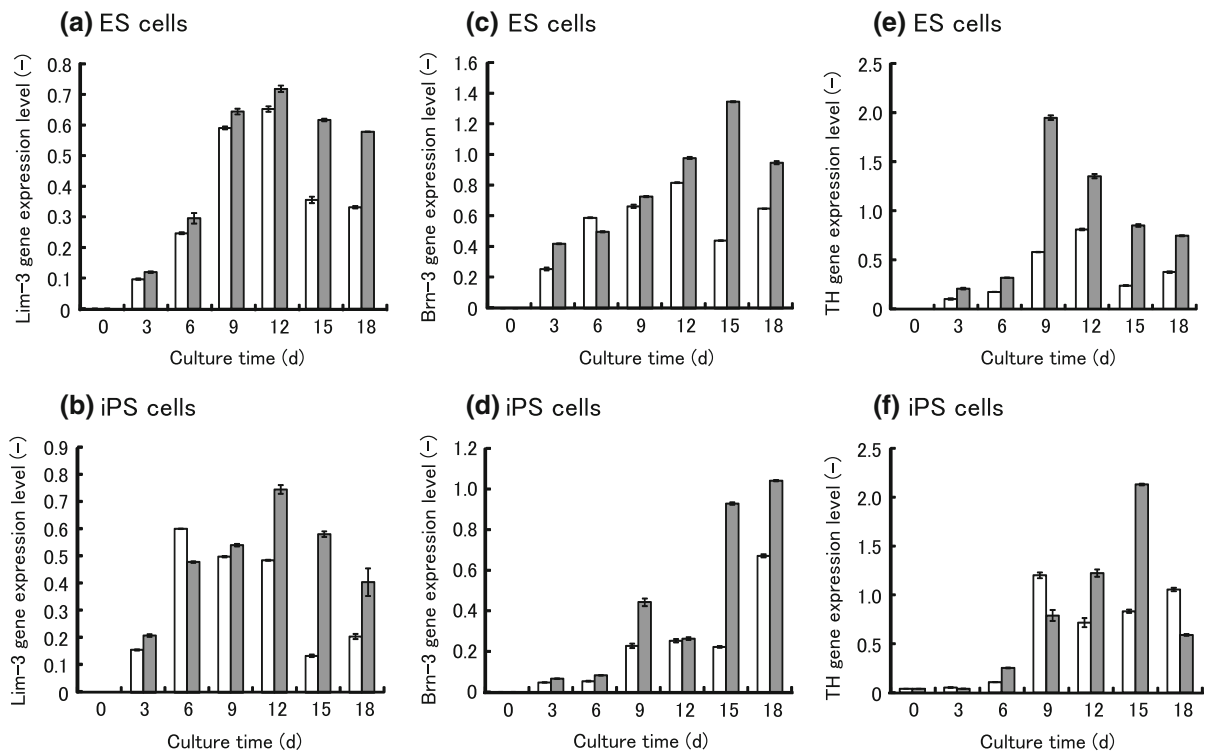 (a) ES cells
Lim-3 gene expression level (-)
0.8
0.7
0.6
0.5
0.4
0.3
0.2
0.1
0
0 3 6 9 12 15 18
Culture time (d)
(c) ES cells
Brn-3 gene expression level (-)
1.6
1.4
1.2
1.0
0.8
0.6
0.4
0.2
0
0 3 6 9 12 15 18
Culture time (d)
(e) ES cells
TH gene expression level (-)
2.5
2.0
1.5
1.0
0.5
0
0 3 6 9 12 15 18
Culture time (d)
(b) iPS cells
Lim-3 gene expression level (-)
0.9
0.8
0.7
0.6
0.5
0.4
0.3
0.2
0.1
0
0 3 6 9 12 15 18
Culture time (d)
(d) iPS cells
Brn-3 gene expression level (-)
1.2
1.0
0.8
0.6
0.4
0.2
0
0 3 6 9 12 15 18
Culture time (d)
(f) iPS cells
TH gene expression level (-)
2.5
2.0
1.5
1.0
0.5
0
0 3 6 9 12 15 18
Culture time (d)